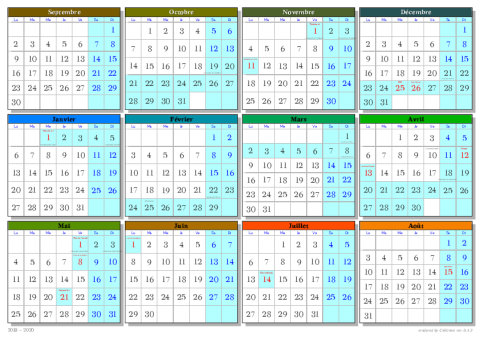 Septembre
Lu Ma Me Je Ve Sa Di
1
2 3 4 5 6 7 8
9 10 11 12 13 14 15
16 17 18 19 20 21 22
23 24 25 26 27 28 29
30
Octobre
Lu Ma Me Je Ve Sa Di
1 2 3 4 5 6
7 8 9 10 11 12 13
14 15 16 17 18 19 20
21 22 23 24 25 26 27
28 29 30 31
Novembre
Lu Ma Me Je Ve Sa Di
1 2 3
4 5 6 7 8 9 10
11 12 13 14 15 16 17
18 19 20 21 22 23 24
25 26 27 28 29 30
Décembre
Lu Ma Me Je Ve Sa Di
1
2 3 4 5 6 7 8
9 10 11 12 13 14 15
16 17 18 19 20 21 22
23 24 25 26 27 28 29
30 31
Janvier
Lu Ma Me Je Ve Sa Di
1 2 3 4 5
6 7 8 9 10 11 12
13 14 15 16 17 18 19
20 21 22 23 24 25 26
27 28 29 30 31
Février
Lu Ma Me Je Ve Sa Di
1 2
3 4 5 6 7 8 9
10 11 12 13 14 15 16
17 18 19 20 21 22 23
24 25 26 27 28 29
Mars
Lu Ma Me Je Ve Sa Di
1
2 3 4 5 6 7 8
9 10 11 12 13 14 15
16 17 18 19 20 21 22
23 24 25 26 27 28 29
30 31
Avril
Lu Ma Me Je Ve Sa Di
1 2 3 4 5
6 7 8 9 10 11 12
13 14 15 16 17 18 19
20 21 22 23 24 25 26
27 28 29 30
Mai
Lu Ma Me Je Ve Sa Di
1 2 3
4 5 6 7 8 9 10
11 12 13 14 15 16 17
18 19 20 21 22 23 24
25 26 27 28 29 30 31
Juin
Lu Ma Me Je Ve Sa Di
1 2 3 4 5 6 7
8 9 10 11 12 13 14
15 16 17 18 19 20 21
22 23 24 25 26 27 28
29 30
Juillet
Lu Ma Me Je Ve Sa Di
1 2 3 4 5
6 7 8 9 10 11 12
13 14 15 16 17 18 19
20 21 22 23 24 25 26
27 28 29 30 31
Août
Lu Ma Me Je Ve Sa Di
1 2
3 4 5 6 7 8 9
10 11 12 13 14 15 16
17 18 19 20 21 22 23
24 25 26 27 28 29 30
31
2019 - 2020